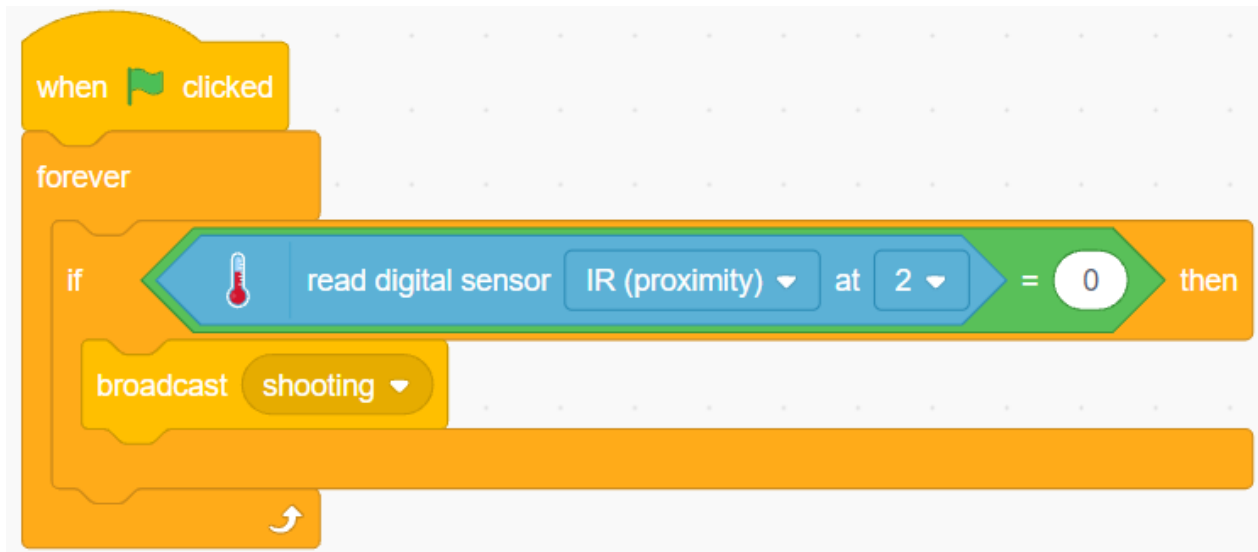 when clicked
forever
if read digital sensor IR (proximity) at 2 = 0 then
broadcast shooting